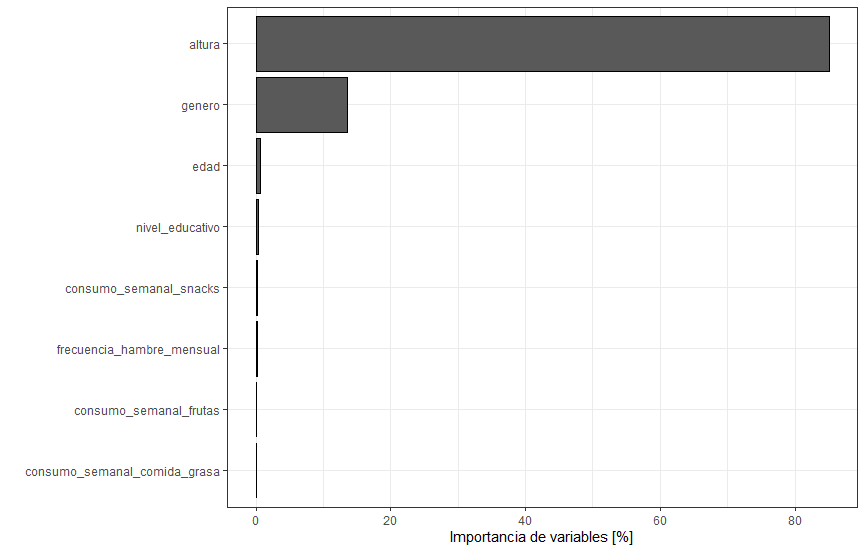 altura
genero
edad
nivel_educativo
consumo_semanal_snacks
frecuencia_hambre_mensual
consumo_semanal_frutas
consumo_semanal_comida_grasa
0 20 40 60 80
Importancia de variables [%]